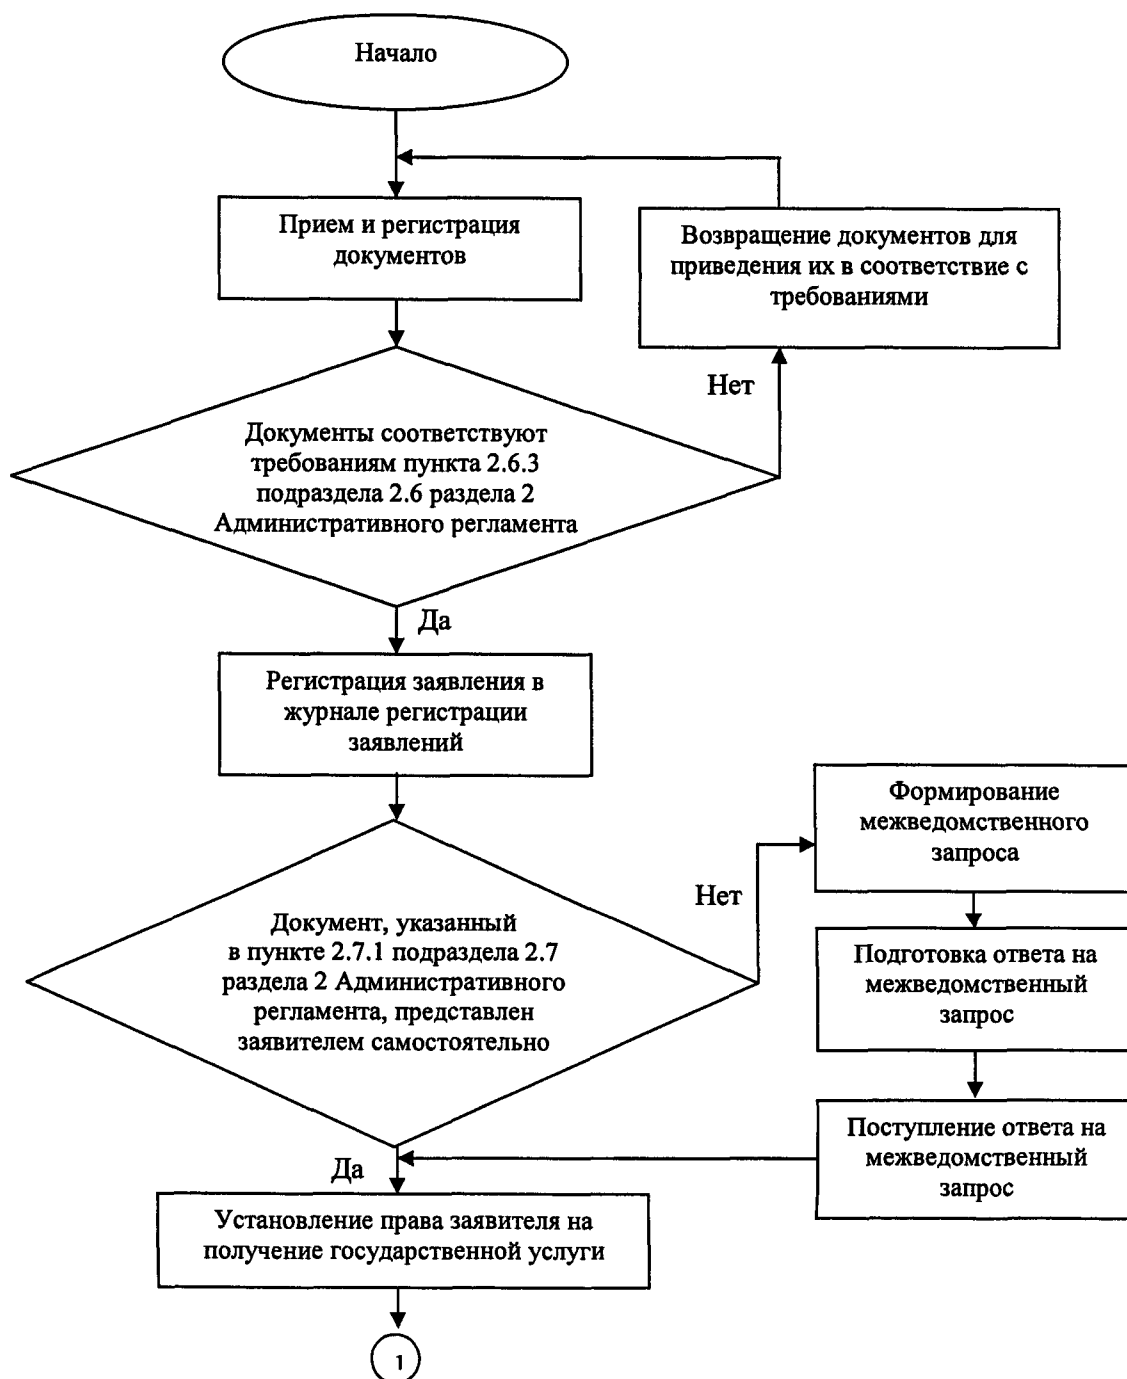 Начало
Прием и регистрация
документов
Возвращение документов для
приведения их в соответствие с
требованиями
Нет
Документы соответствуют
требованиям пункта 2.6.3
подраздела 2.6 раздела 2
Административного регламента
Да
Регистрация заявления в
журнале регистрации
заявлений
Формирование
межведомственного
запроса
Нет
Документ, указанный
в пункте 2.7.1 подраздела 2.7
раздела 2 Административного
регламента, представлен
заявителем самостоятельно
Подготовка ответа на
межведомственный
запрос
Поступление ответа на
межведомственный
запрос
Да
Установление права заявителя на
получение государственной услуги
1